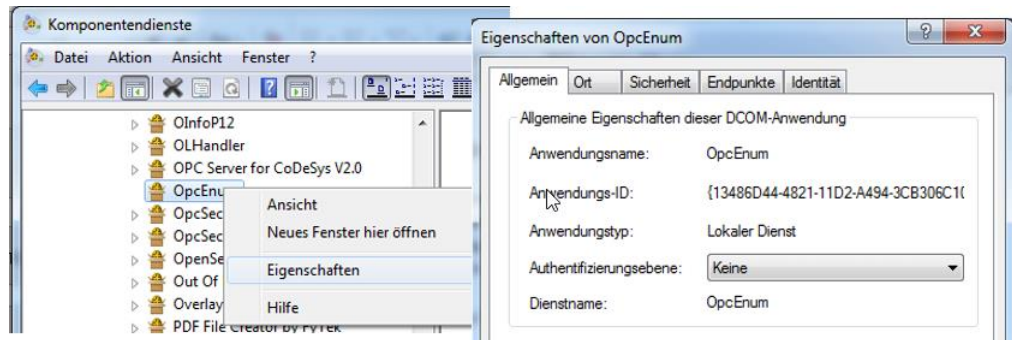 Komponentendienste
Datei Aktion Ansicht Fenster ?
OInfoP12
OLHandler
OPC Server for CoDeSys V2.0
OpcEnu
OpcSec
OpcSec
OpenSe
Out Of
Overlay
PDF File Creator by FyTek
Ansicht
Neues Fenster hier öffnen
Eigenschaften
Hilfe
Eigenschaften von OpcEnum
Allgemein Ort Sicherheit Endpunkte Identität
Allgemeine Eigenschaften dieser DCOM-Anwendung
Anwendungsname: OpcEnum
Anwendungs-ID: {13486D44-4821-11D2-A494-3CB306C1(
Anwendungstyp: Lokaler Dienst
Authentifizierungsebene: Keine
Dienstname: OpcEnum